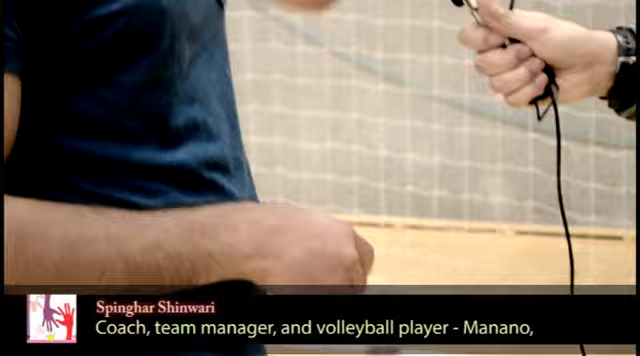 Spinghar Shinwari
Coach, team manager, and volleyball player - Manano,